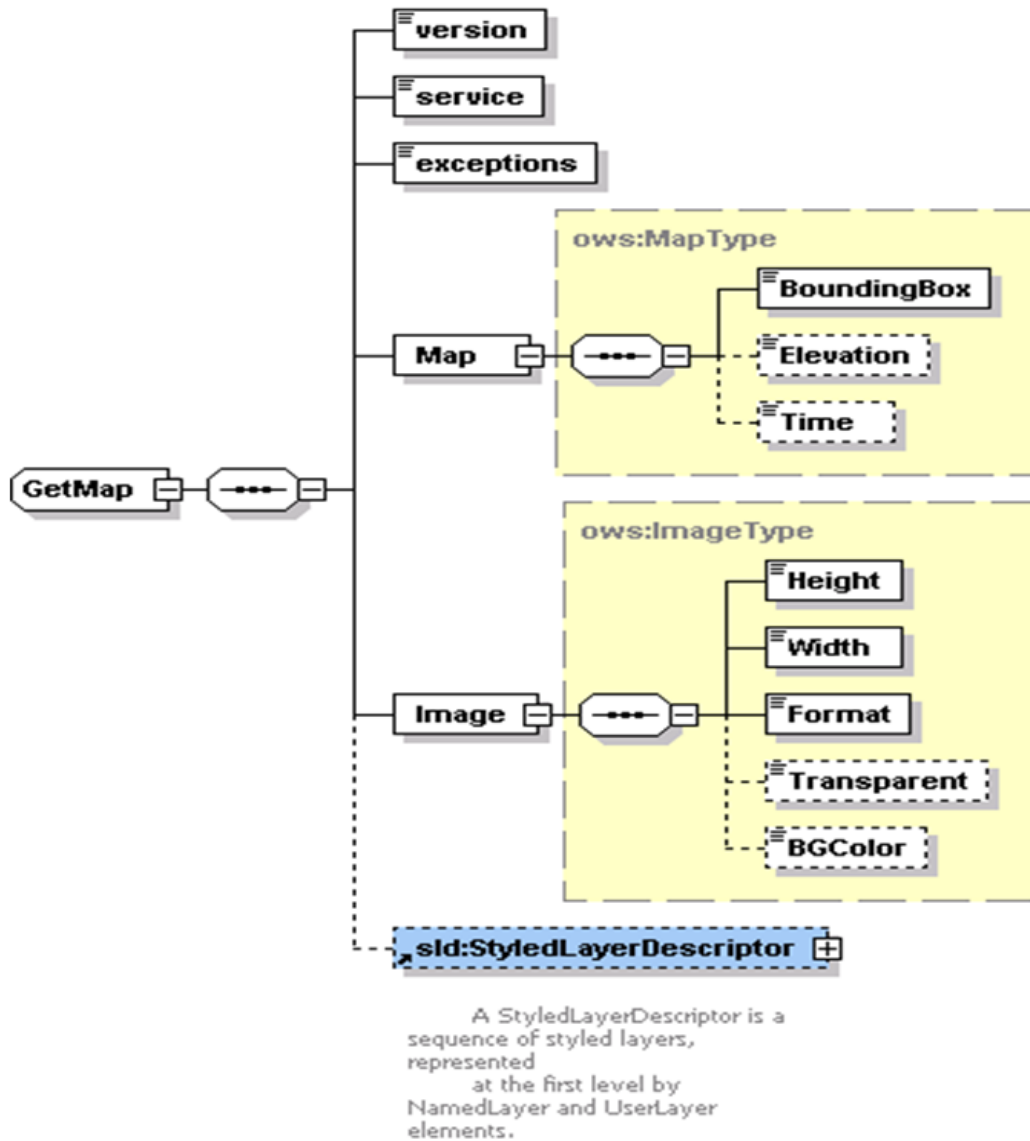 version
service
exceptions
ows:MapType
BoundingBox
Map
Elevation
Time
GetMap
ows:ImageType
Height
Width
Image
Format
Transparent
BGColor
sld:StyledLayerDescriptor
A StyledLayerDescriptor is a
sequence of styled layers,
represented
at the first level by
NamedLayer and UserLayer
elements.